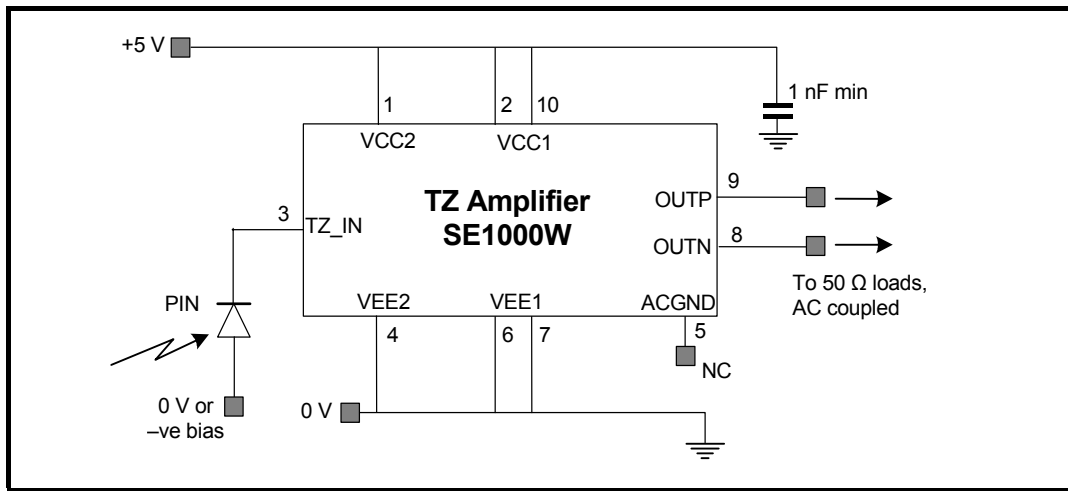 +5 V
1 nF min
1
2
10
VCC2
VCC1
TZ Amplifier
SE1000W
9
OUTP
3
TZ_IN
8
OUTN
To 50 Ω loads,
AC coupled
PIN
VEE2
VEE1
ACGND
4
6
7
5
NC
0 V or
–ve bias
0 V